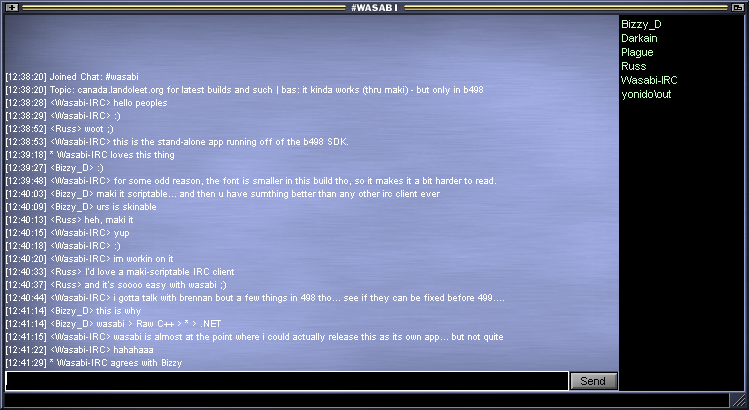 #WASABI
[12:38:20] Joined Chat: #wasabi
[12:38:20] Topic: canada.landoleet.org for latest builds and such | bas: it kinda works (thru maki) - but only in b498
[12:38:28] <Wasabi-IRC> hello peoples
[12:38:29] <Wasabi-IRC> :)
[12:38:52] <Russ> woot ;)
[12:38:53] <Wasabi-IRC> this is the stand-alone app running off of the b498 SDK.
[12:39:18] * Wasabi-IRC loves this thing
[12:39:27] <Bizzy_D> :)
[12:39:48] <Wasabi-IRC> for some odd reason, the font is smaller in this build tho, so it makes it a bit harder to read.
[12:40:03] <Bizzy_D> make it scriptable... and then u have sumthing better than any other irc client ever
[12:40:09] <Bizzy_D> urs is skinable
[12:40:13] <Russ> heh, maki it
[12:40:15] <Wasabi-IRC> yup
[12:40:18] <Wasabi-IRC> :)
[12:40:20] <Wasabi-IRC> im workin on it
[12:40:33] <Russ> I'd love a maki-scriptable IRC client
[12:40:37] <Russ> and it's soooo easy with wasabi ;)
[12:40:44] <Wasabi-IRC> i gotta talk with brennan bout a few things in 498 tho... see if they can be fixed before 499....
[12:41:14] <Bizzy_D> this is why
[12:41:14] <Bizzy_D> wasabi > Raw C++ > * > .NET
[12:41:15] <Wasabi-IRC> wasabi is almost at the point where i could actually release this as its own app... but not quite
[12:41:22] <Wasabi-IRC> hahahaaa
[12:41:29] * Wasabi-IRC agrees with Bizzy
Send
Bizzy_D
Darkain
Plague
Russ
Wasabi-IRC
yonido\out